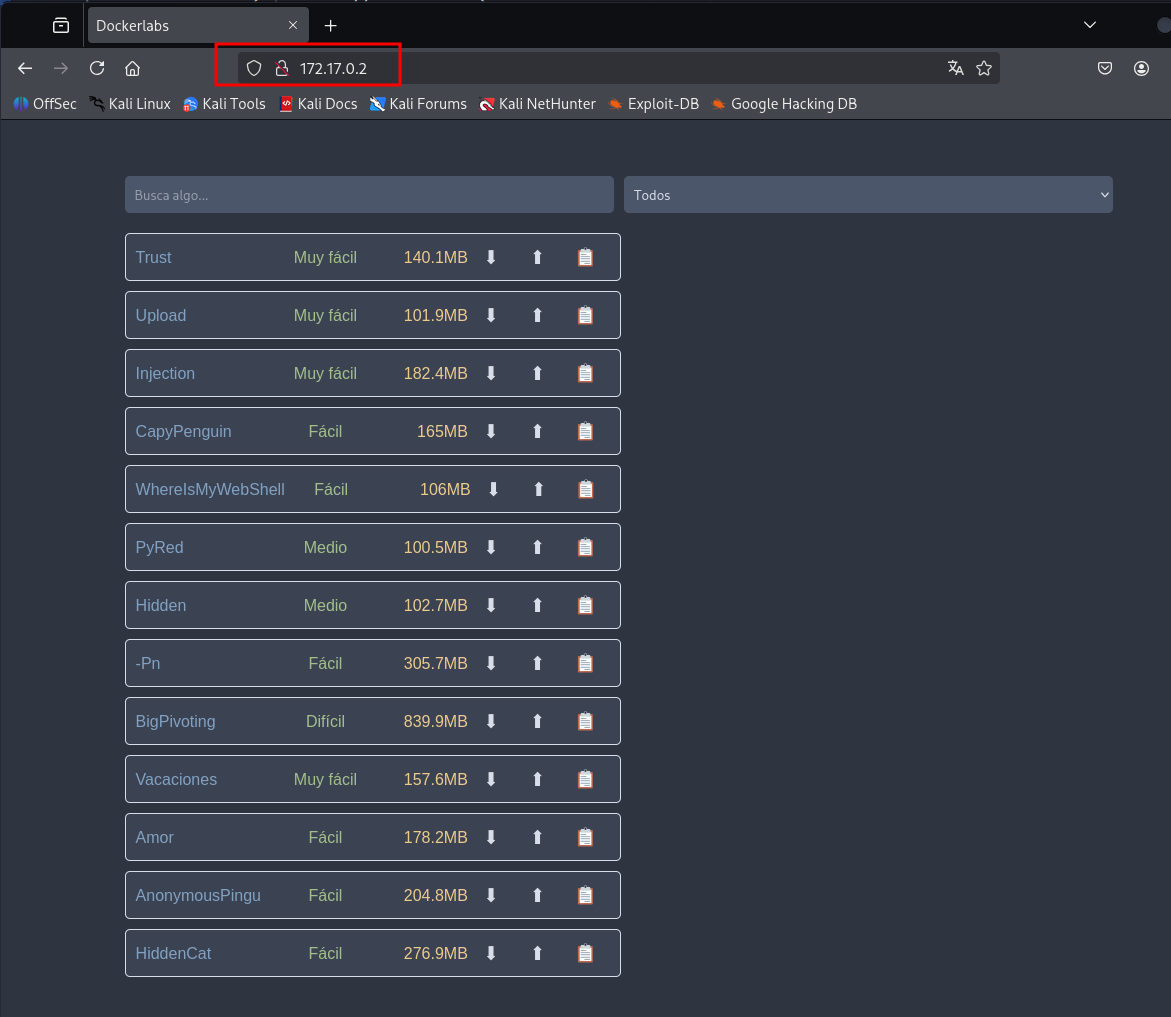 Dockerlabs
172.17.0.2
OffSec Kali Linux Kali Tools Kali Docs Kali Forums Kali NetHunter Exploit-DB Google Hacking DB
Busca algo... Todos
Trust Muy fácil 140.1MB
Upload Muy fácil 101.9MB
Injection Muy fácil 182.4MB
CapyPenguin Fácil 165MB
WhereIsMyWebShell Fácil 106MB
PyRed Medio 100.5MB
Hidden Medio 102.7MB
-Pn Fácil 305.7MB
BigPivoting Difícil 839.9MB
Vacaciones Muy fácil 157.6MB
Amor Fácil 178.2MB
AnonymousPingu Fácil 204.8MB
HiddenCat Fácil 276.9MB